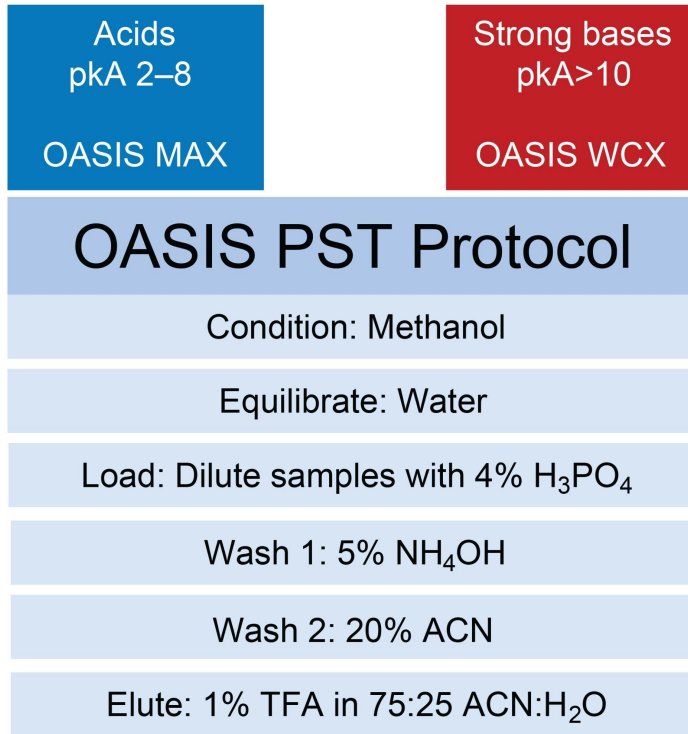 Acids
pkA 2–8
OASIS MAX
Strong bases
pkA>10
OASIS WCX
OASIS PST Protocol
Condition: Methanol
Equilibrate: Water
Load: Dilute samples with 4% H₃PO₄
Wash 1: 5% NH₄OH
Wash 2: 20% ACN
Elute: 1% TFA in 75:25 ACN:H₂O